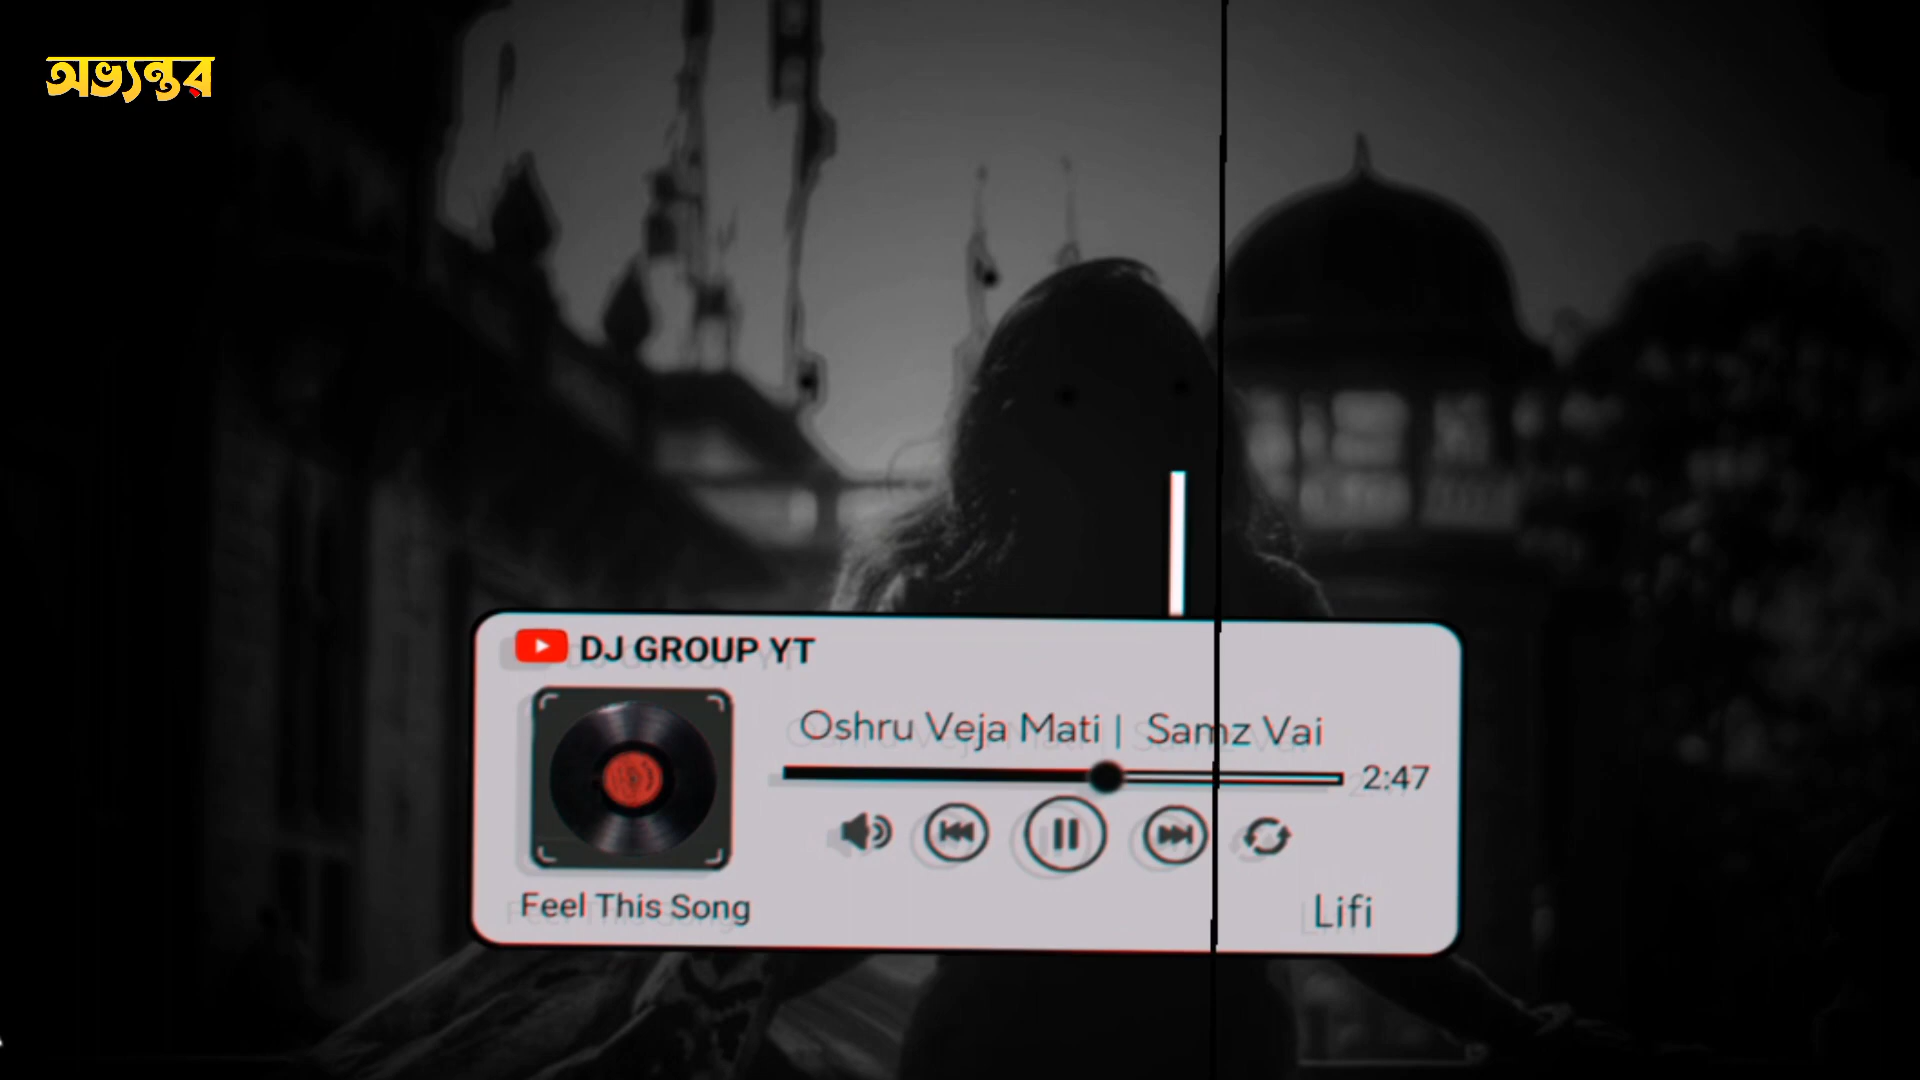 অভ্যন্তর
DJ GROUP YT
Oshru Veja Mati | Samz Vai
2:47
Feel This Song
Lifi